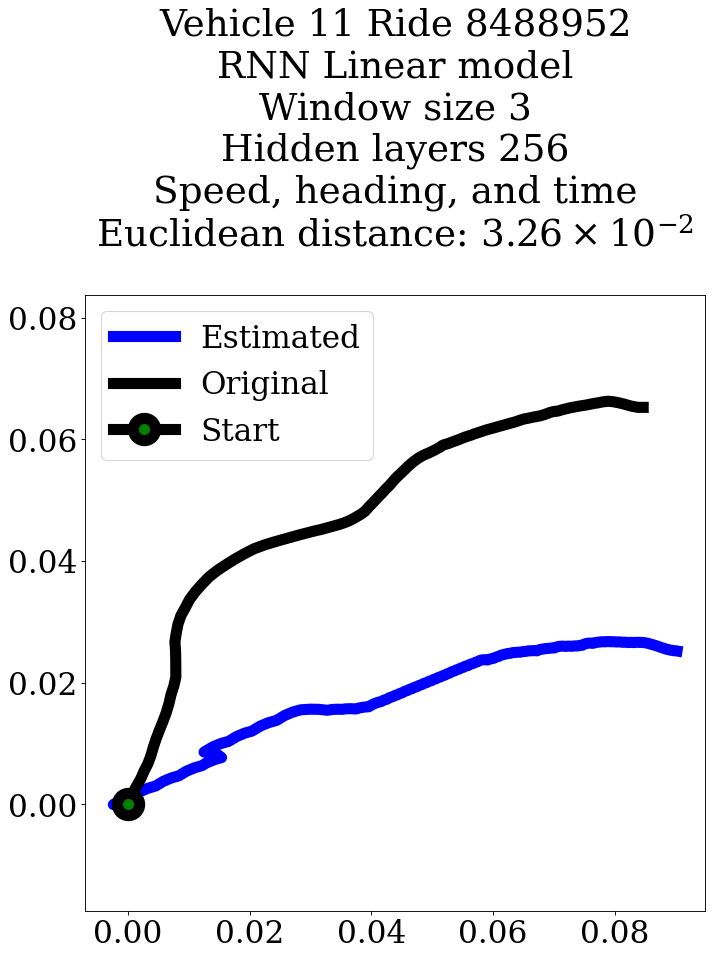 Vehicle 11 Ride 8488952
RNN Linear model
Window size 3
Hidden layers 256
Speed, heading, and time
Euclidean distance: 3.26 × 10⁻²
Estimated
Original
Start
0.08
0.06
0.04
0.02
0.00
0.00 0.02 0.04 0.06 0.08